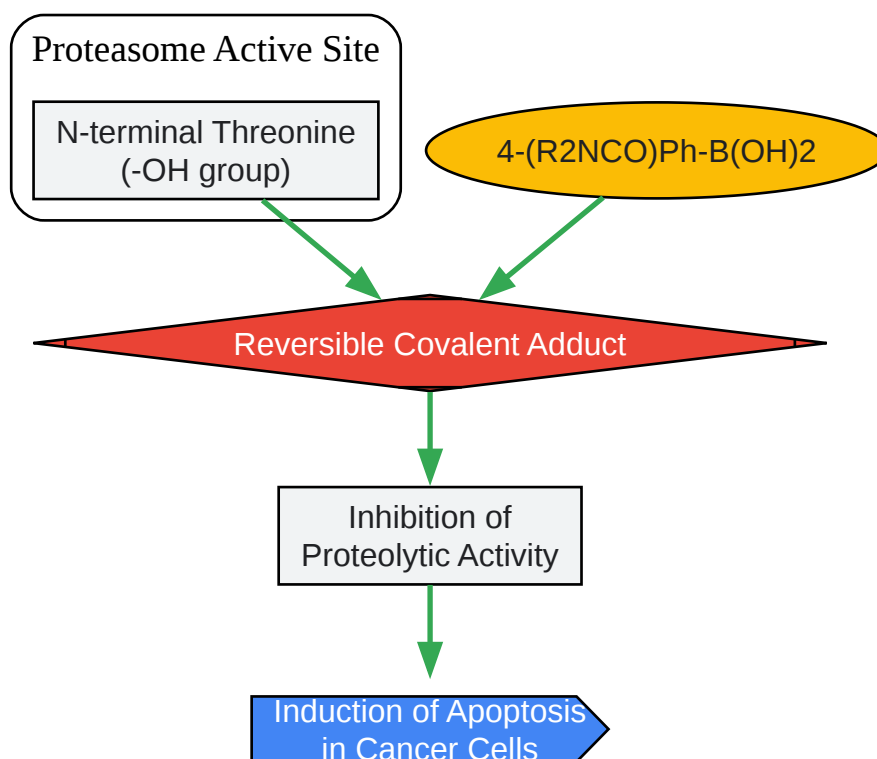 Proteasome Active Site
N-terminal Threonine
(-OH group)
4-(R2NCO)Ph-B(OH)2
Reversible Covalent Adduct
Inhibition of
Proteolytic Activity
Induction of Apoptosis
in Cancer Cells